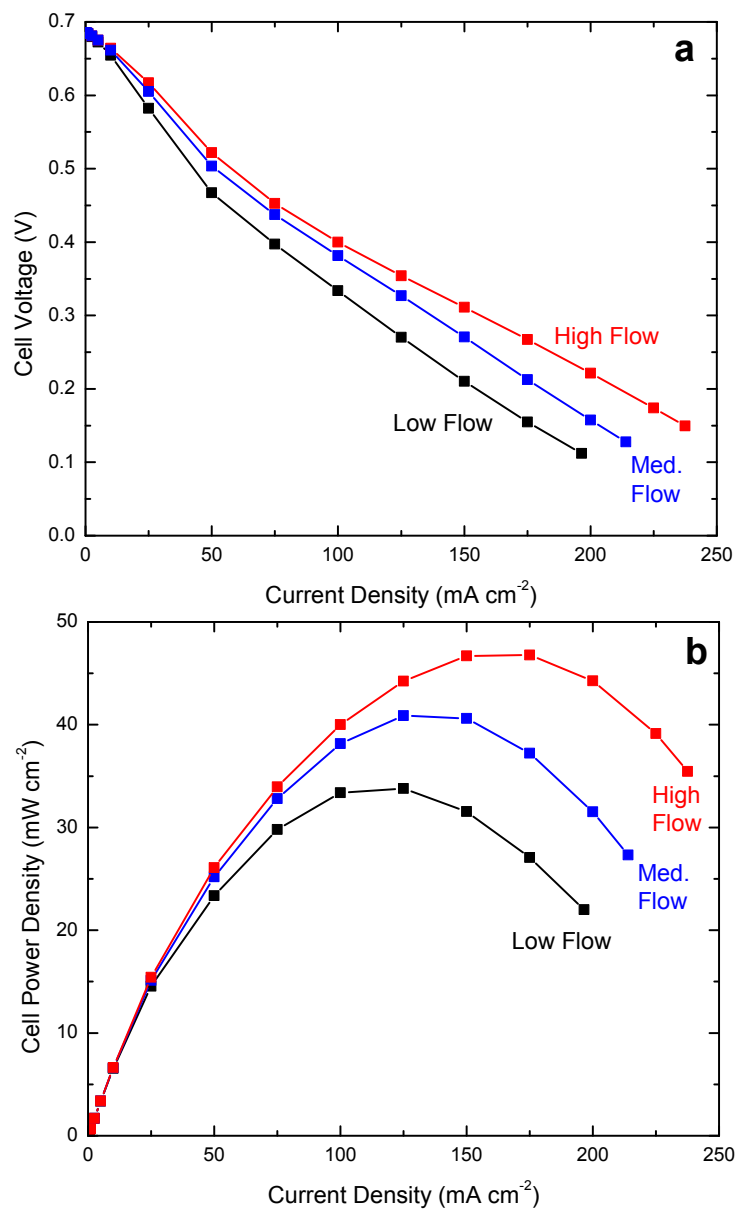 a
Cell Voltage (V)
0.7
0.6
0.5
0.4
0.3
0.2
0.1
0.0
High Flow
Low Flow
Med.
Flow
0 50 100 150 200 250
Current Density (mA cm⁻²)
b
Cell Power Density (mW cm⁻²)
50
40
30
20
10
0
High
Flow
Med.
Flow
Low Flow
0 50 100 150 200 250
Current Density (mA cm⁻²)